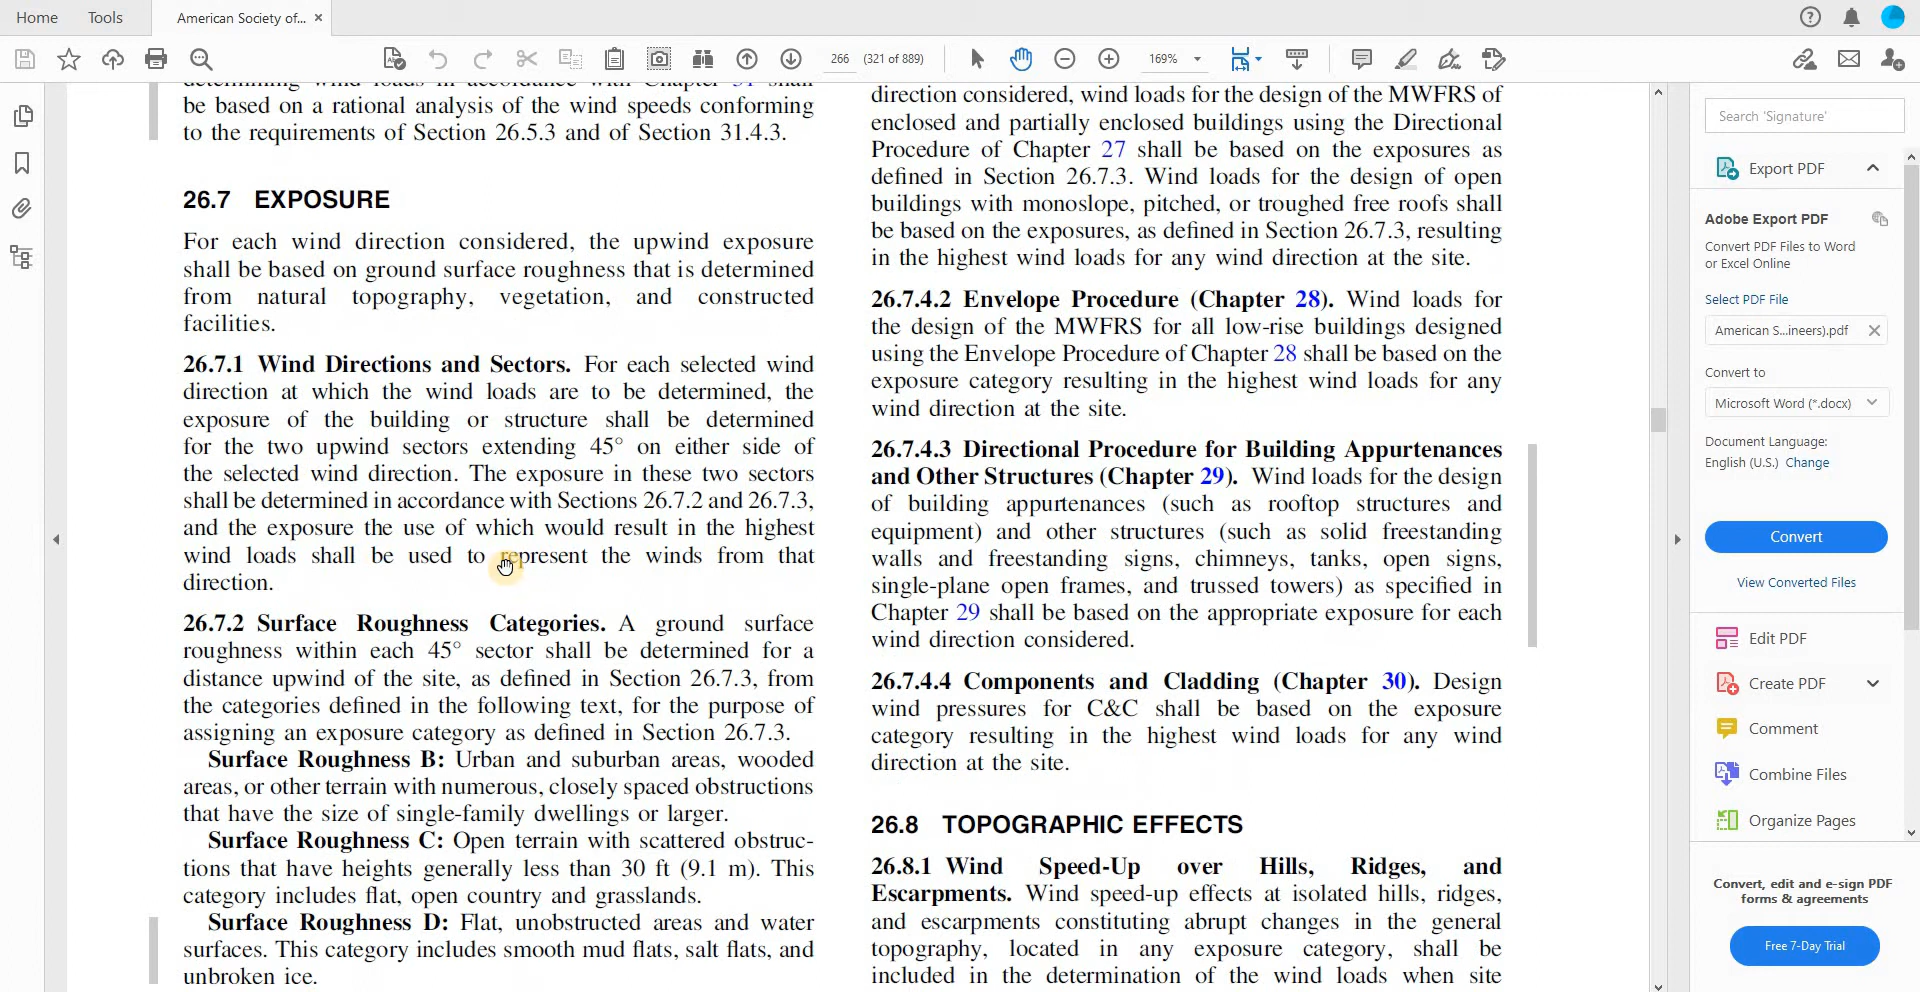 Home
Tools
American Society of...
266
(321 of 889)
169%
be based on a rational analysis of the wind speeds conforming
to the requirements of Section 26.5.3 and of Section 31.4.3.
26.7 EXPOSURE
For each wind direction considered, the upwind exposure
shall be based on ground surface roughness that is determined
from natural topography, vegetation, and constructed
facilities.
26.7.1 Wind Directions and Sectors. For each selected wind
direction at which the wind loads are to be determined, the
exposure of the building or structure shall be determined
for the two upwind sectors extending 45° on either side of
the selected wind direction. The exposure in these two sectors
shall be determined in accordance with Sections 26.7.2 and 26.7.3,
and the exposure the use of which would result in the highest
wind loads shall be used to represent the winds from that
direction.
26.7.2 Surface Roughness Categories. A ground surface
roughness within each 45° sector shall be determined for a
distance upwind of the site, as defined in Section 26.7.3, from
the categories defined in the following text, for the purpose of
assigning an exposure category as defined in Section 26.7.3.
Surface Roughness B: Urban and suburban areas, wooded
areas, or other terrain with numerous, closely spaced obstructions
that have the size of single-family dwellings or larger.
Surface Roughness C: Open terrain with scattered obstruc-
tions that have heights generally less than 30 ft (9.1 m). This
category includes flat, open country and grasslands.
Surface Roughness D: Flat, unobstructed areas and water
surfaces. This category includes smooth mud flats, salt flats, and
unbroken ice.
direction considered, wind loads for the design of the MWFRS of
enclosed and partially enclosed buildings using the Directional
Procedure of Chapter 27 shall be based on the exposures as
defined in Section 26.7.3. Wind loads for the design of open
buildings with monoslope, pitched, or troughed free roofs shall
be based on the exposures, as defined in Section 26.7.3, resulting
in the highest wind loads for any wind direction at the site.
26.7.4.2 Envelope Procedure (Chapter 28). Wind loads for
the design of the MWFRS for all low-rise buildings designed
using the Envelope Procedure of Chapter 28 shall be based on the
exposure category resulting in the highest wind loads for any
wind direction at the site.
26.7.4.3 Directional Procedure for Building Appurtenances
and Other Structures (Chapter 29). Wind loads for the design
of building appurtenances (such as rooftop structures and
equipment) and other structures (such as solid freestanding
walls and freestanding signs, chimneys, tanks, open signs,
single-plane open frames, and trussed towers) as specified in
Chapter 29 shall be based on the appropriate exposure for each
wind direction considered.
26.7.4.4 Components and Cladding (Chapter 30). Design
wind pressures for C&C shall be based on the exposure
category resulting in the highest wind loads for any wind
direction at the site.
26.8 TOPOGRAPHIC EFFECTS
26.8.1 Wind Speed-Up over Hills, Ridges, and
Escarpments. Wind speed-up effects at isolated hills, ridges,
and escarpments constituting abrupt changes in the general
topography, located in any exposure category, shall be
included in the determination of the wind loads when site
Search 'Signature'
Export PDF
Adobe Export PDF
Convert PDF Files to Word
or Excel Online
Select PDF File
American S...ineers).pdf
Convert to
Microsoft Word (*.docx)
Document Language:
English (U.S.) Change
Convert
View Converted Files
Edit PDF
Create PDF
Comment
Combine Files
Organize Pages
Convert, edit and e-sign PDF
forms & agreements
Free 7-Day Trial